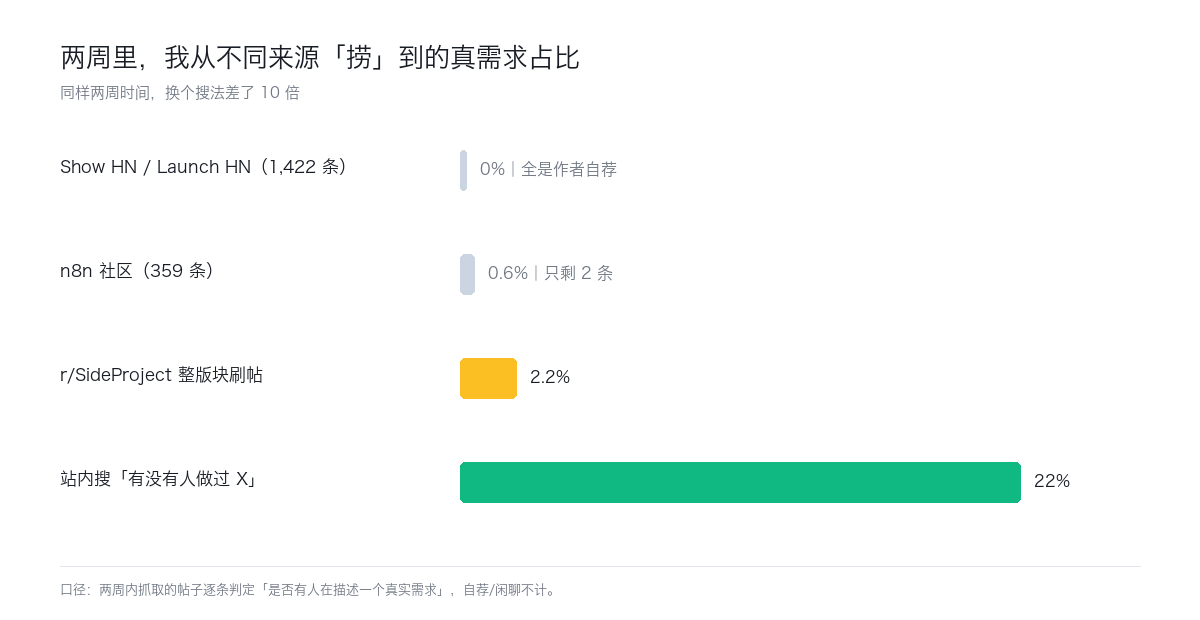 两周里，我从不同来源「捞」到的真需求占比
同样两周时间，换个搜法差了 10 倍
Show HN / Launch HN（1,422 条）
0%｜全是作者自荐
n8n 社区（359 条）
0.6%｜只剩 2 条
r/SideProject 整版块刷帖
2.2%
站内搜「有没有人做过 X」
22%
口径：两周内抓取的帖子逐条判定「是否有人在描述一个真实需求」，自荐/闲聊不计。